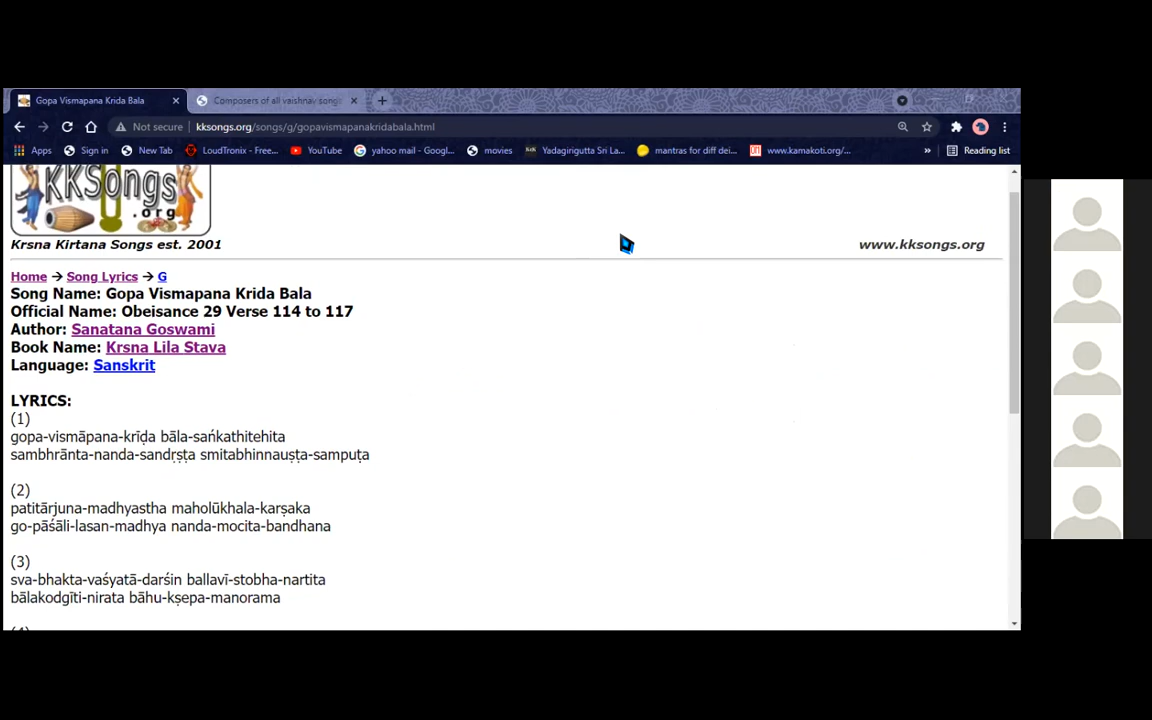 Gopa Vismapana Krida Bala
Composers of all vaishnav song
Not secure
kksongs.org/songs/g/gopavismapanakridabala.html
Apps
Sign in
New Tab
LoudTronix - Free...
YouTube
yahoo mail - Googl...
movies
Yadagirigutta Sri La...
mantras for diff dei...
www.kamakoti.org/...
»
Reading list
KKSongs
.org
Krsna Kirtana Songs est. 2001
www.kksongs.org
Home → Song Lyrics → G
Song Name: Gopa Vismapana Krida Bala
Official Name: Obeisance 29 Verse 114 to 117
Author: Sanatana Goswami
Book Name: Krsna Lila Stava
Language: Sanskrit
LYRICS:
(1)
gopa-vismāpana-krīḍa bāla-saṅkathitehita
sambhrānta-nanda-sandṛṣṭa smitabhinnauṣṭa-sampuṭa
(2)
patitārjuna-madhyastha maholūkhala-karṣaka
go-pāśāli-lasan-madhya nanda-mocita-bandhana
(3)
sva-bhakta-vaśyatā-darśin ballavī-stobha-nartita
bālakodgīti-nirata bāhu-kṣepa-manorama